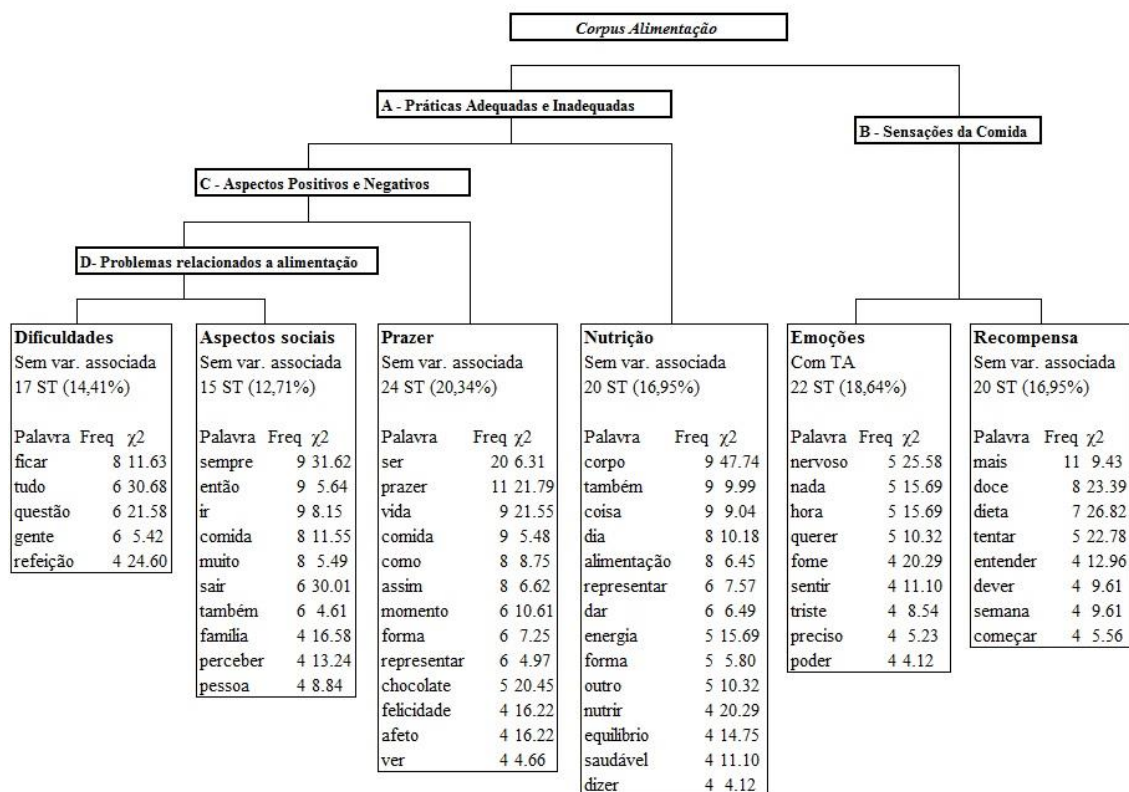 Corpus Alimentação
A - Práticas Adequadas e Inadequadas
B - Sensações da Comida
C - Aspectos Positivos e Negativos
D- Problemas relacionados a alimentação
Dificuldades
Sem var. associada
17 ST (14,41%)
Palavra Freq χ2
ficar 8 11.63
tudo 6 30.68
questão 6 21.58
gente 6 5.42
refeição 4 24.60
Aspectos sociais
Sem var. associada
15 ST (12,71%)
Palavra Freq χ2
sempre 9 31.62
então 9 5.64
ir 9 8.15
comida 8 11.55
muito 8 5.49
sair 6 30.01
também 6 4.61
família 4 16.58
perceber 4 13.24
pessoa 4 8.84
Prazer
Sem var. associada
24 ST (20,34%)
Palavra Freq χ2
ser 20 6.31
prazer 11 21.79
vida 9 21.55
comida 9 5.48
como 8 8.75
assim 8 6.62
momento 6 10.61
forma 6 7.25
representar 6 4.97
chocolate 5 20.45
felicidade 4 16.22
afeto 4 16.22
ver 4 4.66
Nutrição
Sem var. associada
20 ST (16,95%)
Palavra Freq χ2
corpo 9 47.74
também 9 9.99
coisa 9 9.04
dia 8 10.18
alimentação 8 6.45
representar 6 7.57
dar 6 6.49
energia 5 15.69
forma 5 5.80
outro 5 10.32
nutrir 4 20.29
equilíbrio 4 14.75
saudável 4 11.10
dizer 4 4.12
Emoções
Com TA
22 ST (18,64%)
Palavra Freq χ2
nervoso 5 25.58
nada 5 15.69
hora 5 15.69
querer 5 10.32
fome 4 20.29
sentir 4 11.10
triste 4 8.54
preciso 4 5.23
poder 4 4.12
Recompensa
Sem var. associada
20 ST (16,95%)
Palavra Freq χ2
mais 11 9.43
doce 8 23.39
dieta 7 26.82
tentar 5 22.78
entender 4 12.96
dever 4 9.61
semana 4 9.61
começar 4 5.56